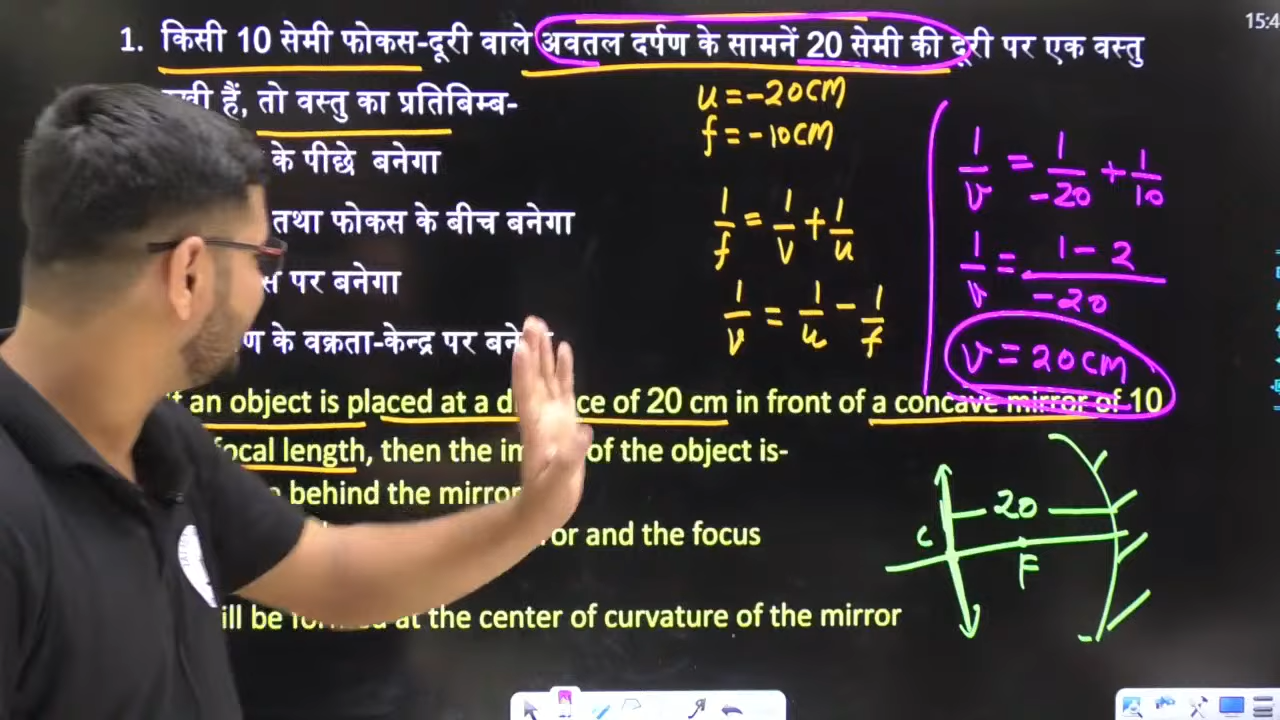 15:4
1. किसी 10 सेमी फोकस-दूरी वाले अवतल दर्पण के सामनें 20 सेमी की दूरी पर एक वस्तु
हैं, तो वस्तु का प्रतिबिम्ब-
के पीछे बनेगा
तथा फोकस के बीच बनेगा
पर बनेगा
के वक्रता-केन्द्र पर
an object is placed at a of 20 cm in front of a concave mirror of 10
focal length, then the of the object is-
behind the mirror
and the focus
be at the center of curvature of the mirror
u = -20CM
f = -10CM
1/f = 1/v + 1/u
1/v = 1/u - 1/f
1/v = 1/-20 + 1/10
1/v = 1-2/-20
v = 20CM
20
C
F